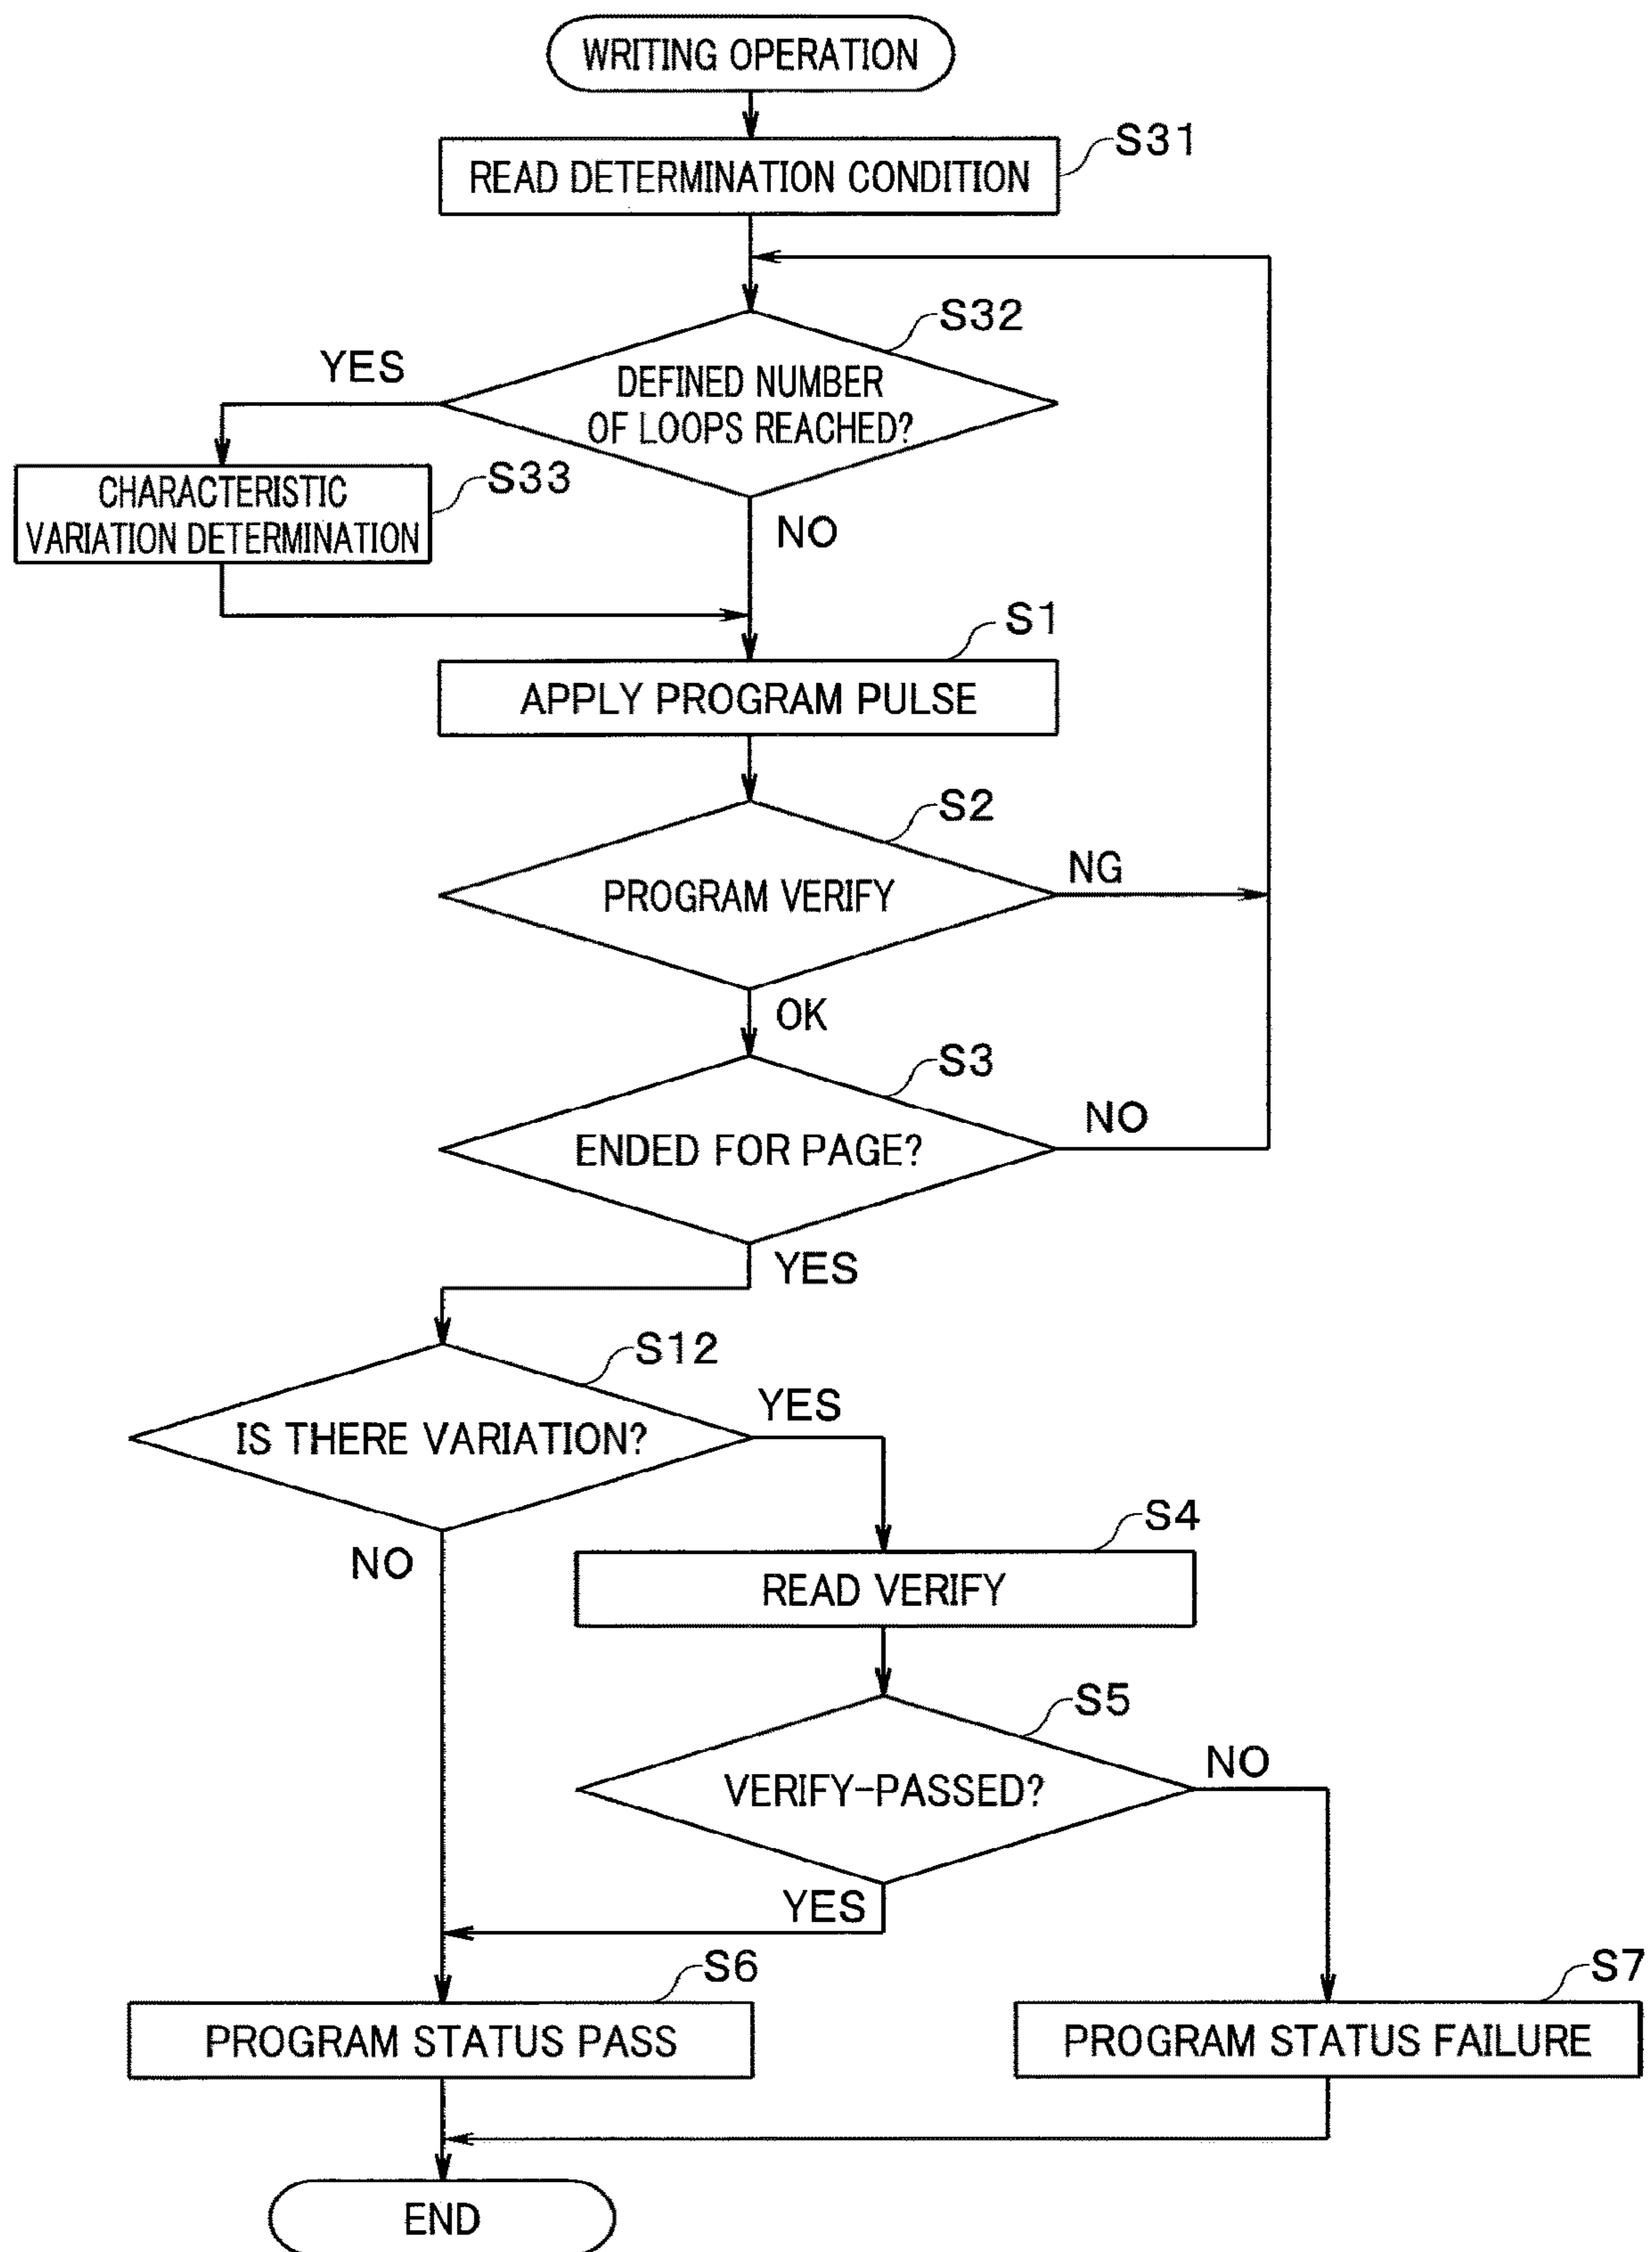 WRITING OPERATION
S31
READ DETERMINATION CONDITION
S32
YES
DEFINED NUMBER
OF LOOPS REACHED?
S33
CHARACTERISTIC
VARIATION DETERMINATION
NO
S1
APPLY PROGRAM PULSE
S2
NG
PROGRAM VERIFY
OK
S3
NO
ENDED FOR PAGE?
YES
S12
YES
IS THERE VARIATION?
S4
NO
READ VERIFY
S5
NO
VERIFY-PASSED?
YES
S6
S7
PROGRAM STATUS PASS
PROGRAM STATUS FAILURE
END